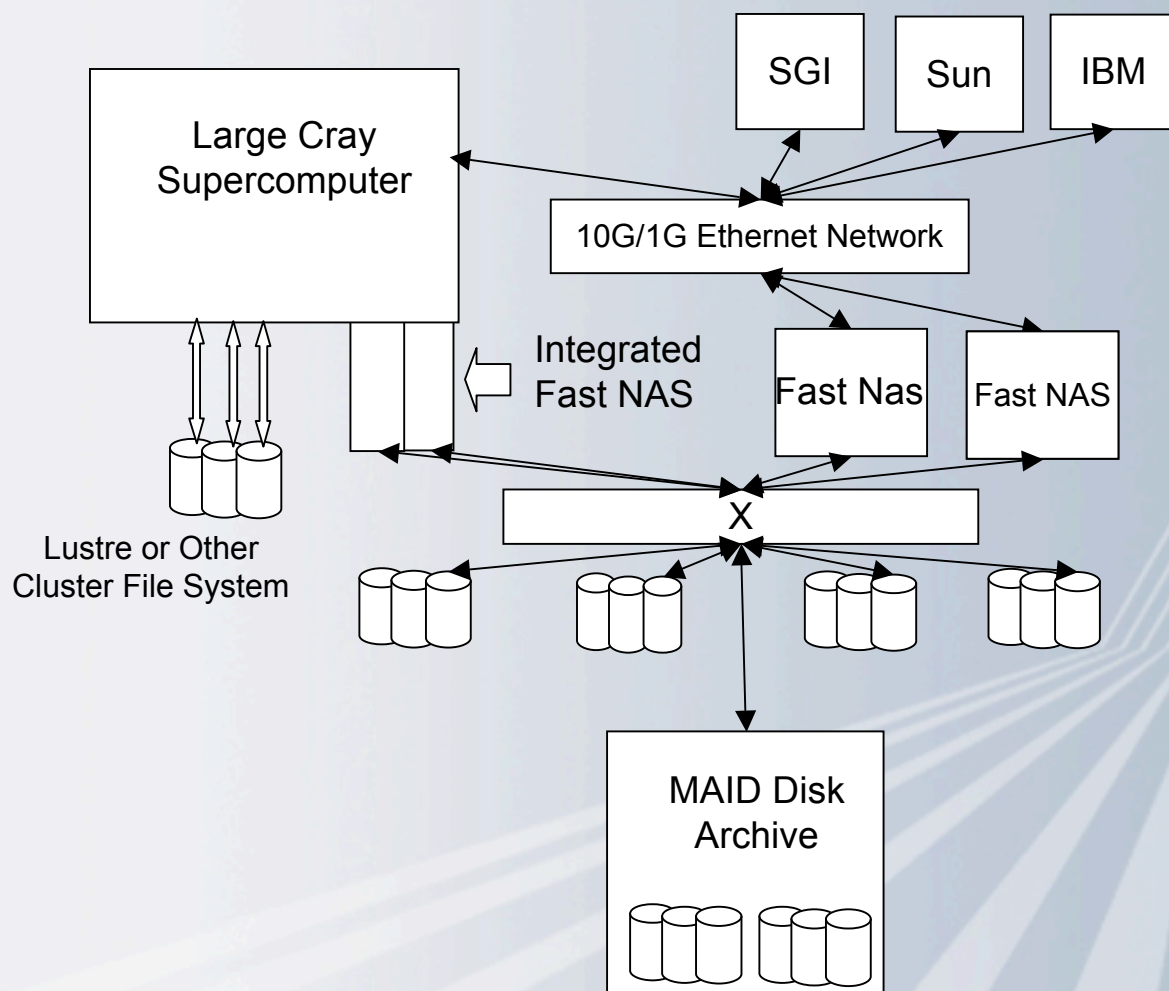 SGI
Sun
IBM
Large Cray
Supercomputer
10G/1G Ethernet Network
Integrated
Fast NAS
Fast Nas
Fast NAS
X
Lustre or Other
Cluster File System
MAID Disk
Archive